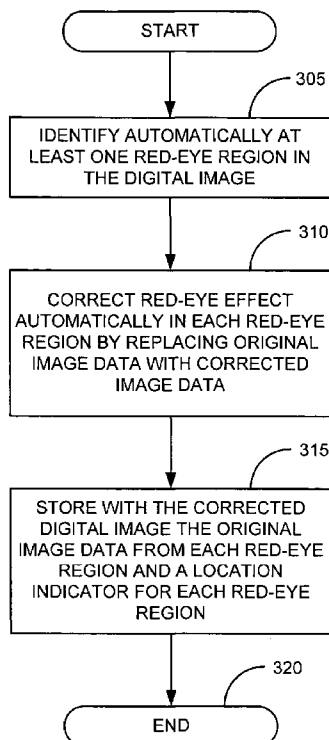 START
305
IDENTIFY AUTOMATICALLY AT
LEAST ONE RED-EYE REGION IN
THE DIGITAL IMAGE
310
CORRECT RED-EYE EFFECT
AUTOMATICALLY IN EACH RED-EYE
REGION BY REPLACING ORIGINAL
IMAGE DATA WITH CORRECTED
IMAGE DATA
315
STORE WITH THE CORRECTED
DIGITAL IMAGE THE ORIGINAL
IMAGE DATA FROM EACH RED-EYE
REGION AND A LOCATION
INDICATOR FOR EACH RED-EYE
REGION
320
END